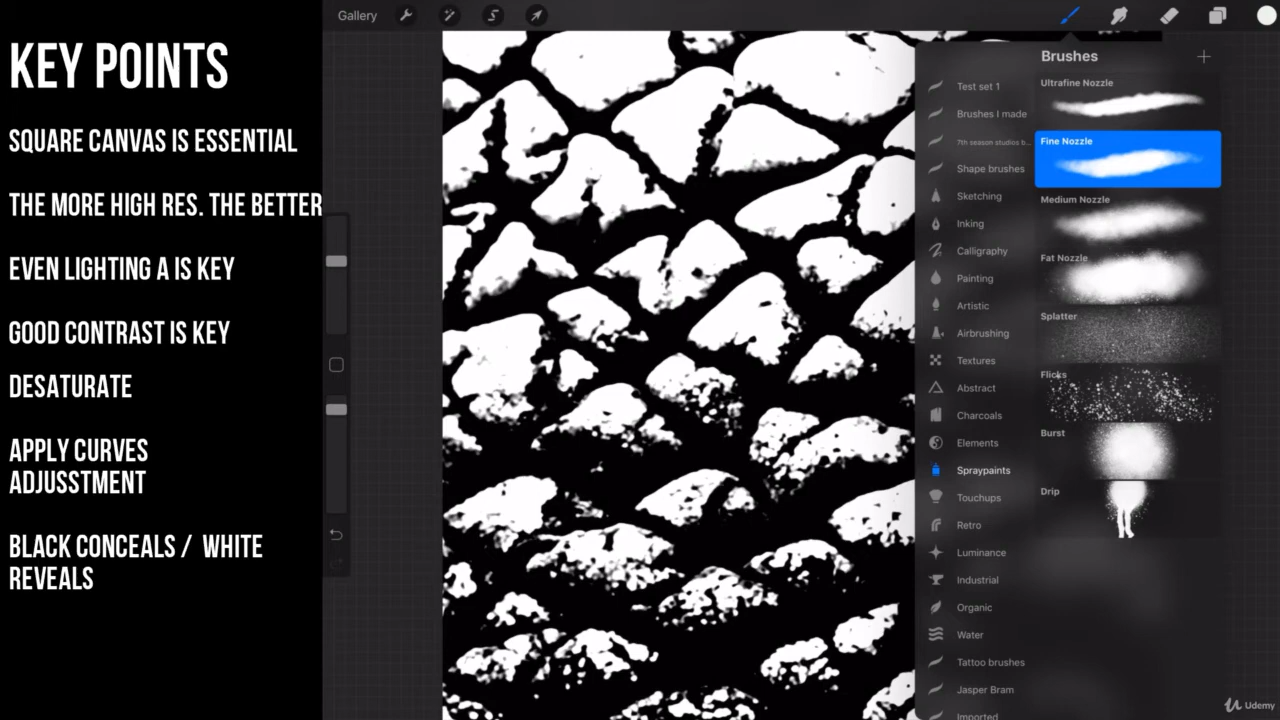 KEY POINTS
SQUARE CANVAS IS ESSENTIAL
THE MORE HIGH RES. THE BETTER
EVEN LIGHTING A IS KEY
GOOD CONTRAST IS KEY
DESATURATE
APPLY CURVES
ADJUSSTMENT
BLACK CONCEALS / WHITE
REVEALS
Gallery
Brushes
Test set 1
Brushes I made
7th season studios b...
Shape brushes
Sketching
Inking
Calligraphy
Painting
Artistic
Airbrushing
Textures
Abstract
Charcoals
Elements
Spraypaints
Touchups
Retro
Luminance
Industrial
Organic
Water
Tattoo brushes
Jasper Bram
Imported
Ultrafine Nozzle
Fine Nozzle
Medium Nozzle
Fat Nozzle
Splatter
Flicks
Burst
Drip
Udemy